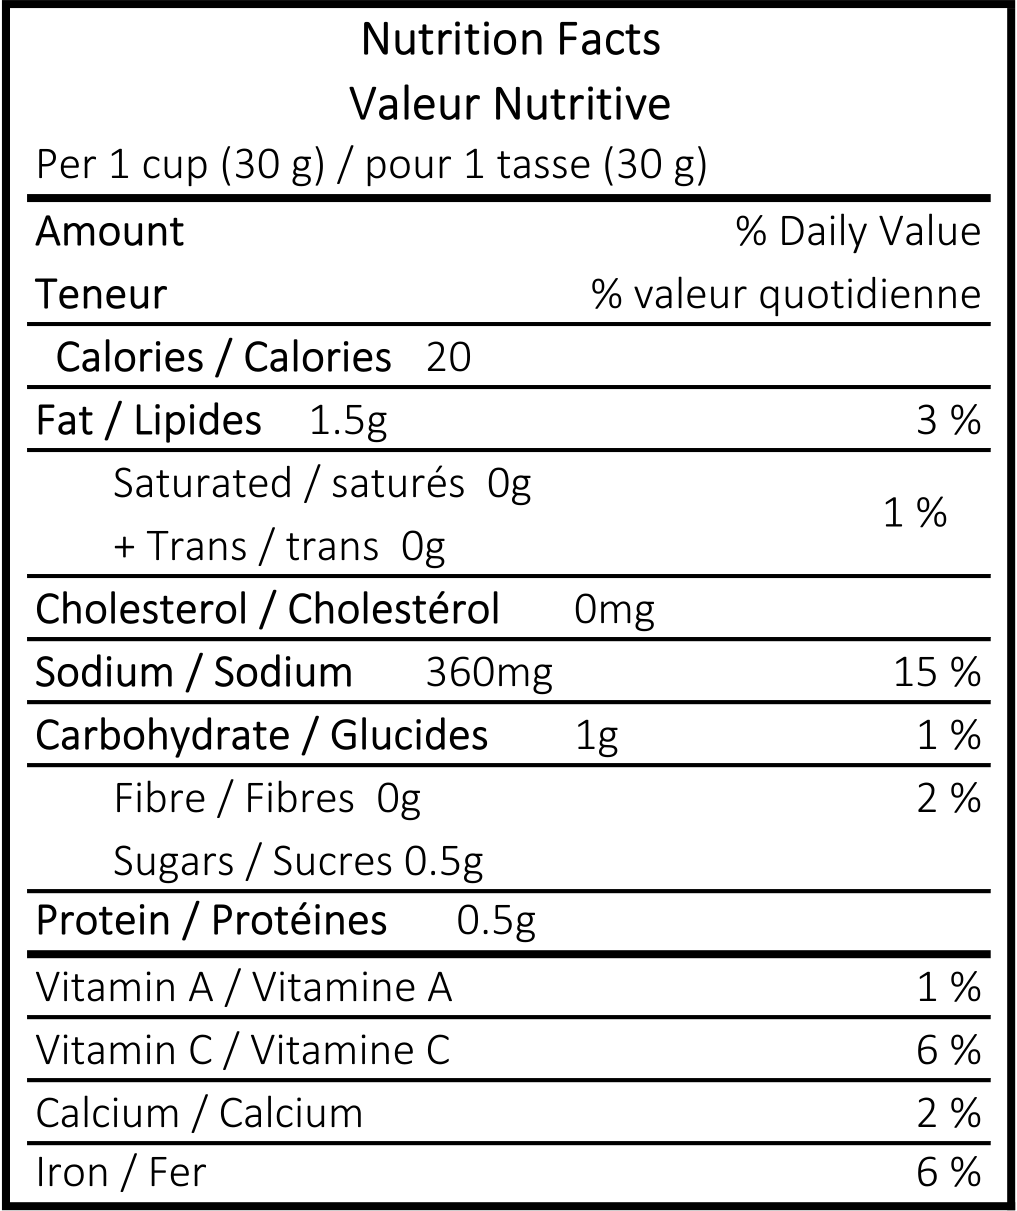 Nutrition Facts
Valeur Nutritive
Per 1 cup (30 g) / pour 1 tasse (30 g)
Amount % Daily Value
Teneur % valeur quotidienne
Calories / Calories 20
Fat / Lipides 1.5g 3 %
Saturated / saturés 0g
1 %
+ Trans / trans 0g
Cholesterol / Cholestérol 0mg
Sodium / Sodium 360mg 15 %
Carbohydrate / Glucides 1g 1 %
Fibre / Fibres 0g 2 %
Sugars / Sucres 0.5g
Protein / Protéines 0.5g
Vitamin A / Vitamine A 1 %
Vitamin C / Vitamine C 6 %
Calcium / Calcium 2 %
Iron / Fer 6 %